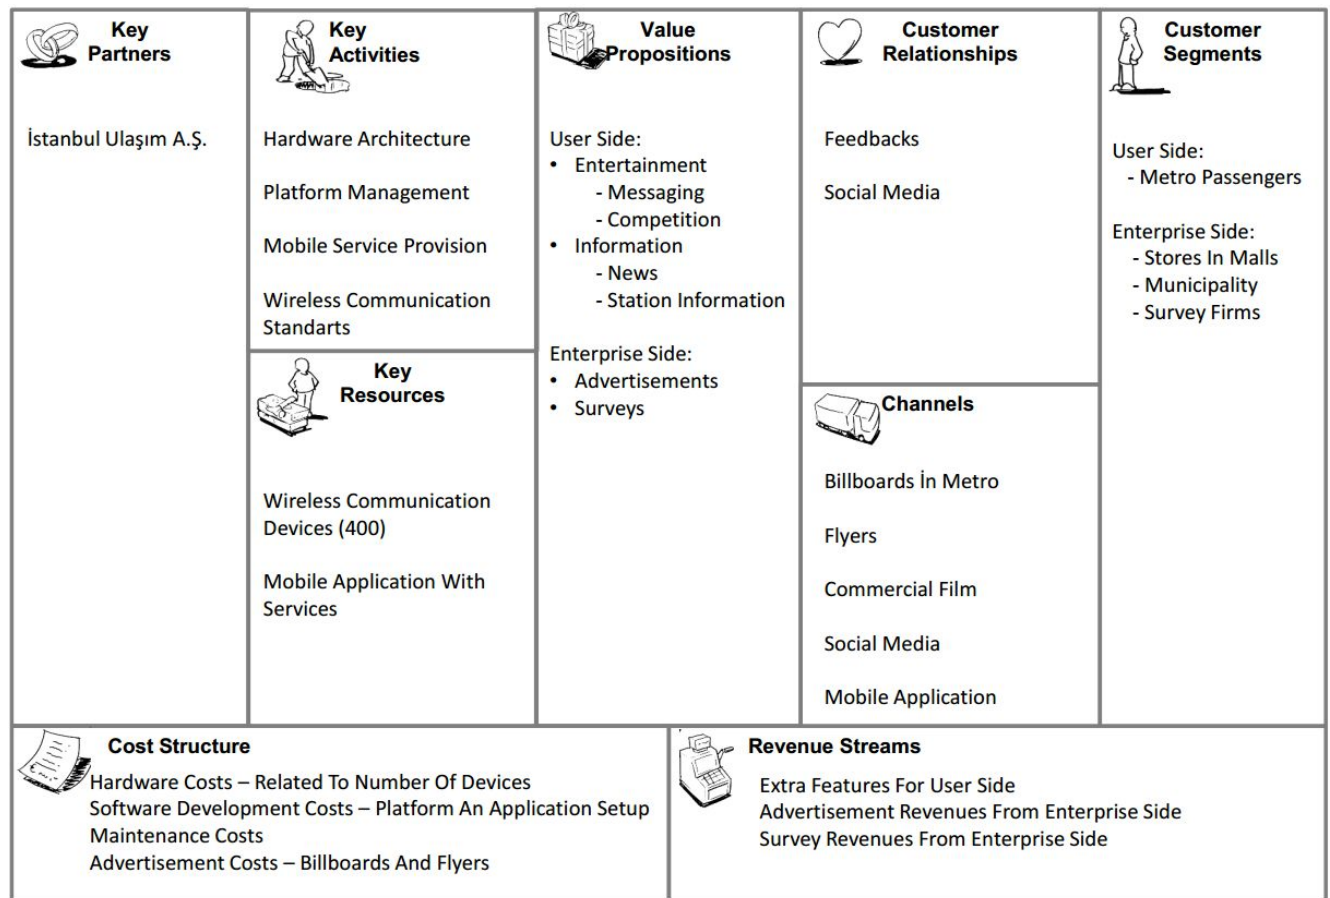 Key
Partners
İstanbul Ulaşım A.Ş.
Key
Activities
Hardware Architecture
Platform Management
Mobile Service Provision
Wireless Communication
Standarts
Key
Resources
Wireless Communication
Devices (400)
Mobile Application With
Services
Value
Propositions
User Side:
• Entertainment
- Messaging
- Competition
• Information
- News
- Station Information
Enterprise Side:
• Advertisements
• Surveys
Customer
Relationships
Feedbacks
Social Media
Channels
Billboards İn Metro
Flyers
Commercial Film
Social Media
Mobile Application
Customer
Segments
User Side:
- Metro Passengers
Enterprise Side:
- Stores In Malls
- Municipality
- Survey Firms
Cost Structure
Hardware Costs – Related To Number Of Devices
Software Development Costs – Platform An Application Setup
Maintenance Costs
Advertisement Costs – Billboards And Flyers
Revenue Streams
Extra Features For User Side
Advertisement Revenues From Enterprise Side
Survey Revenues From Enterprise Side